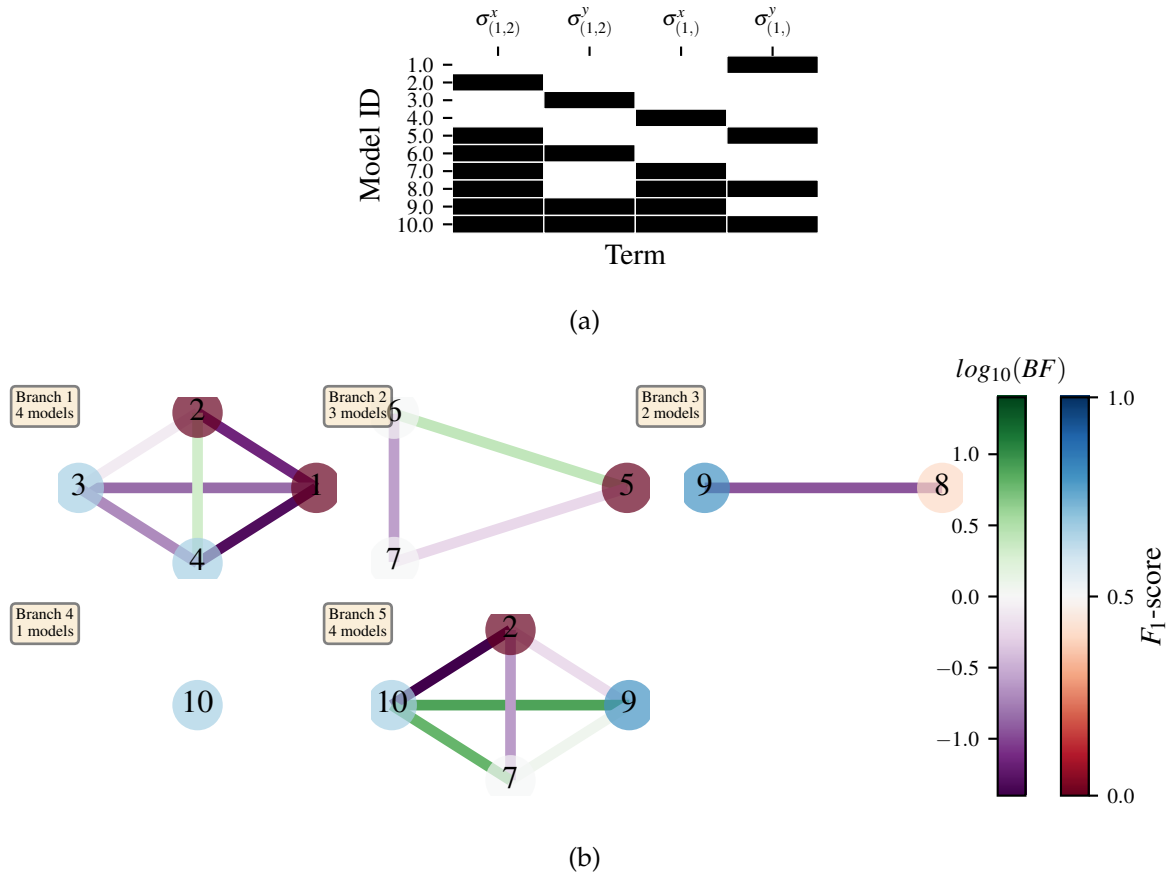 σ^x_(1,2) σ^y_(1,2) σ^x_(1,) σ^y_(1,)
1.0
2.0
3.0
4.0
5.0
6.0
7.0
8.0
9.0
10.0
Model ID
Term
(a)
Branch 1
4 models
2
3
1
4
Branch 2
3 models
6
5
7
Branch 3
2 models
9
8
Branch 4
1 models
10
Branch 5
4 models
2
10
9
7
log₁₀(BF)
1.0
0.5
0.0
−0.5
−1.0
1.0
0.5
0.0
F₁-score
(b)